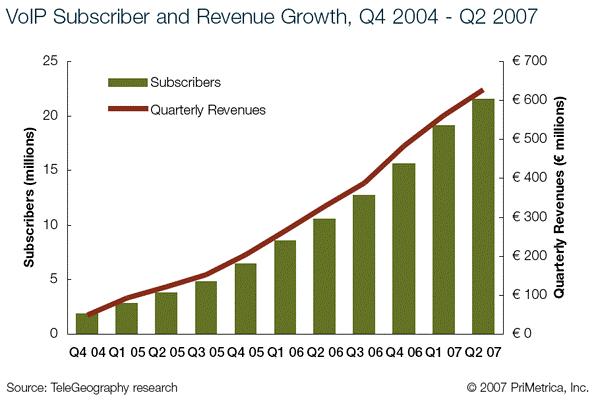 VoIP Subscriber and Revenue Growth, Q4 2004 - Q2 2007
25
20
15
10
5
0
Subscribers (millions)
Subscribers
Quarterly Revenues
€ 700
€ 600
€ 500
€ 400
€ 300
€ 200
€ 100
€ 0
Quarterly Revenues (€ millions)
Q4 04 Q1 05 Q2 05 Q3 05 Q4 05 Q1 06 Q2 06 Q3 06 Q4 06 Q1 07 Q2 07
Source: TeleGeography research
© 2007 PriMetrica, Inc.